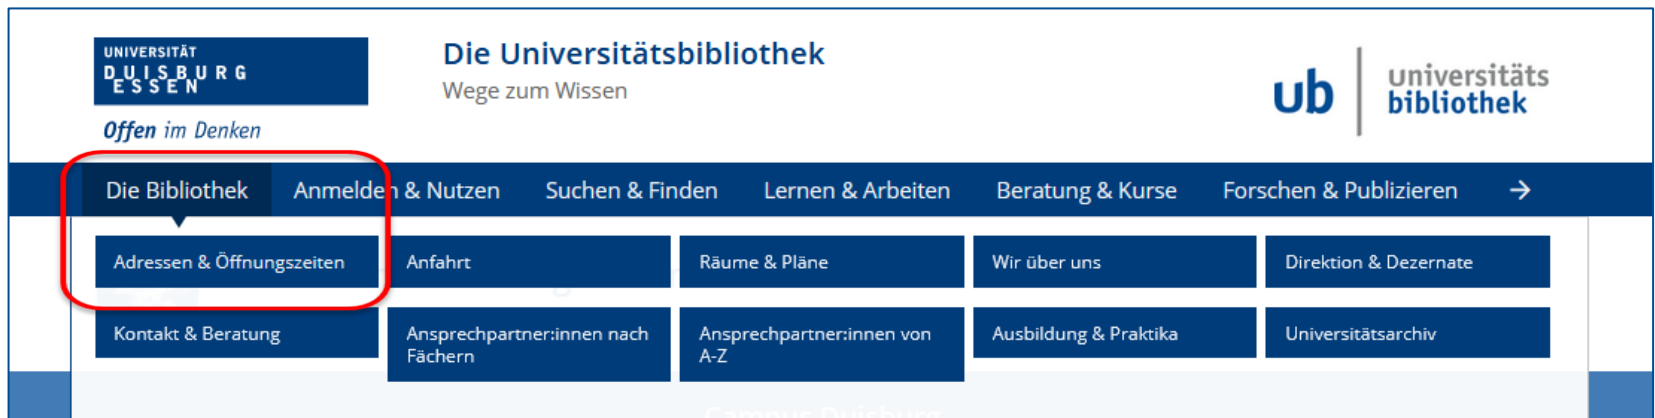 UNIVERSITÄT
DUISBURG
ESSEN
Offen im Denken
Die Universitätsbibliothek
Wege zum Wissen
ub
universitäts
bibliothek
Die Bibliothek
Anmelden & Nutzen
Suchen & Finden
Lernen & Arbeiten
Beratung & Kurse
Forschen & Publizieren
→
Adressen & Öffnungszeiten
Anfahrt
Räume & Pläne
Wir über uns
Direktion & Dezernate
Kontakt & Beratung
Ansprechpartner:innen nach
Fächern
Ansprechpartner:innen von
A-Z
Ausbildung & Praktika
Universitätsarchiv
Campus Duisburg